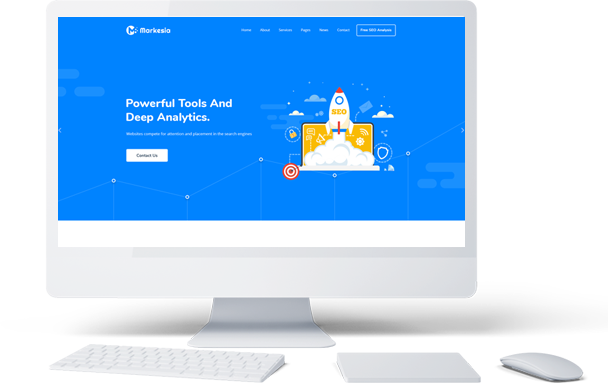 Markesia
Home About Services Pages News Contact Free SEO Analysis
Powerful Tools And
Deep Analytics.
Websites compete for attention and placement in the search engines
Contact Us
SEO